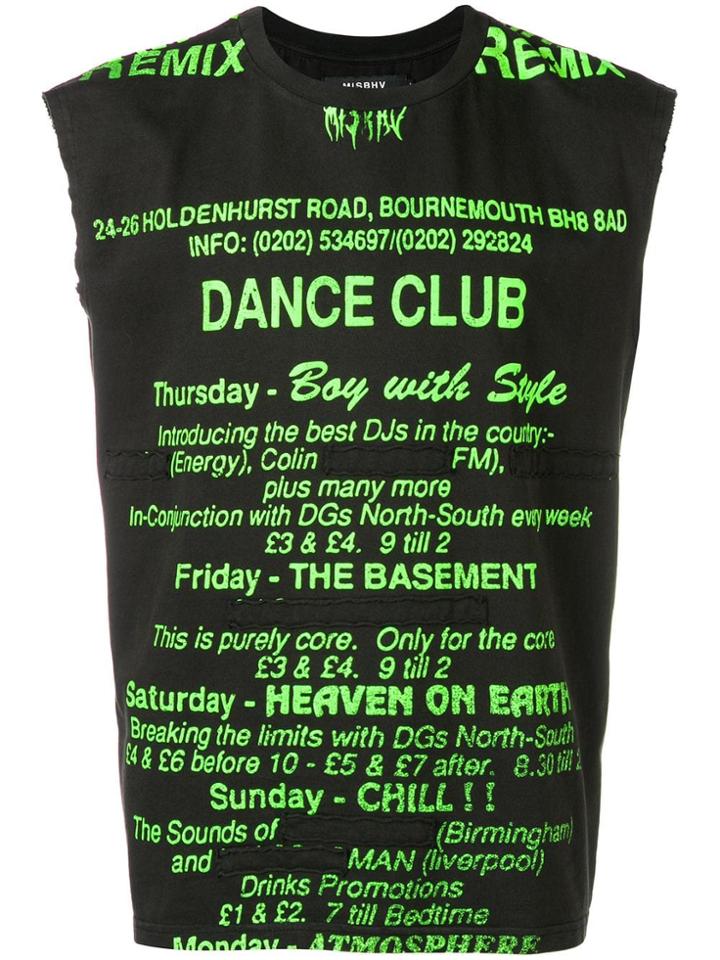 REMIX REMIX
MISBHV
MISBHV
24-26 HOLDENHURST ROAD, BOURNEMOUTH BH8 8AD
INFO: (0202) 534697/(0202) 292824
DANCE CLUB
Thursday - Boy with Style
Introducing the best DJs in the country:-
(Energy), Colin FM),
plus many more
In-Conjunction with DGs North-South every week
£3 & £4. 9 till 2
Friday - THE BASEMENT
This is purely core. Only for the core
£3 & £4. 9 till 2
Saturday - HEAVEN ON EARTH
Breaking the limits with DGs North-South
£4 & £6 before 10 - £5 & £7 after. 8.30 till 2
Sunday - CHILL!!
The Sounds of (Birmingham)
and MAN (liverpool)
Drinks Promotions
£1 & £2. 7 till Bedtime
Monday - ATMOSPHERE